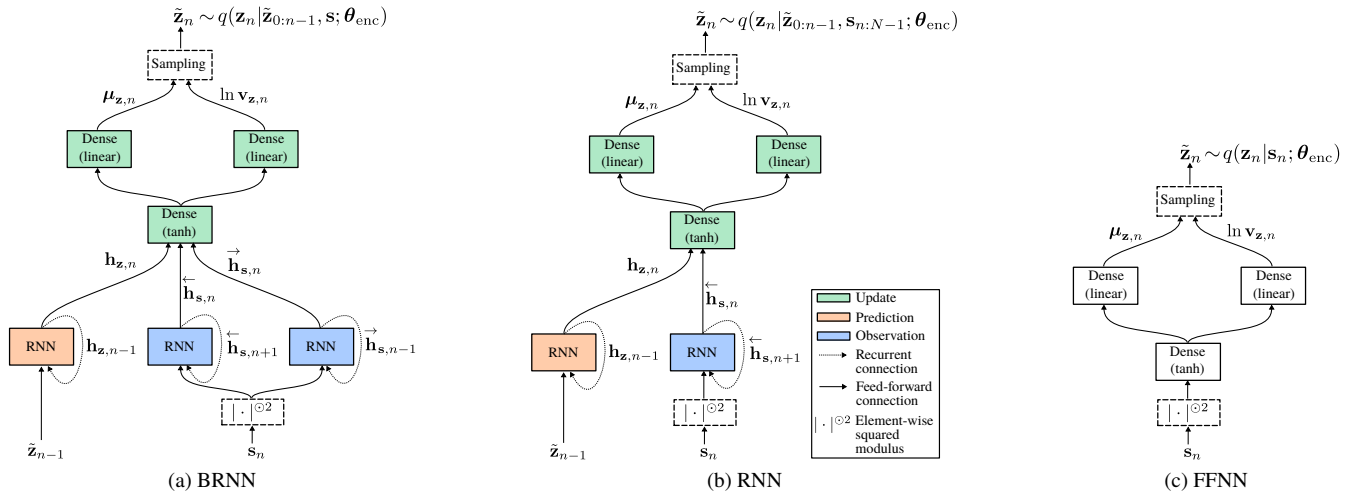 z̃ₙ ∼ q(zₙ|z̃₀:ₙ₋₁, s; θ_enc)
Sampling
μ_z,n
ln v_z,n
Dense
(linear)
Dense
(linear)
Dense
(tanh)
h_z,n
←h_s,n
→h_s,n
RNN
h_z,n−1
RNN
←h_s,n+1
RNN
→h_s,n−1
| · |^⊙2
z̃ₙ₋₁
sₙ
(a) BRNN
z̃ₙ ∼ q(zₙ|z̃₀:ₙ₋₁, s_n:N−1; θ_enc)
Sampling
μ_z,n
ln v_z,n
Dense
(linear)
Dense
(linear)
Dense
(tanh)
h_z,n
←h_s,n
RNN
h_z,n−1
RNN
←h_s,n+1
| · |^⊙2
z̃ₙ₋₁
sₙ
(b) RNN
Update
Prediction
Observation
Recurrent
connection
Feed-forward
connection
| · |^⊙2 Element-wise
squared
modulus
z̃ₙ ∼ q(zₙ|sₙ; θ_enc)
Sampling
μ_z,n
ln v_z,n
Dense
(linear)
Dense
(linear)
Dense
(tanh)
| · |^⊙2
sₙ
(c) FFNN